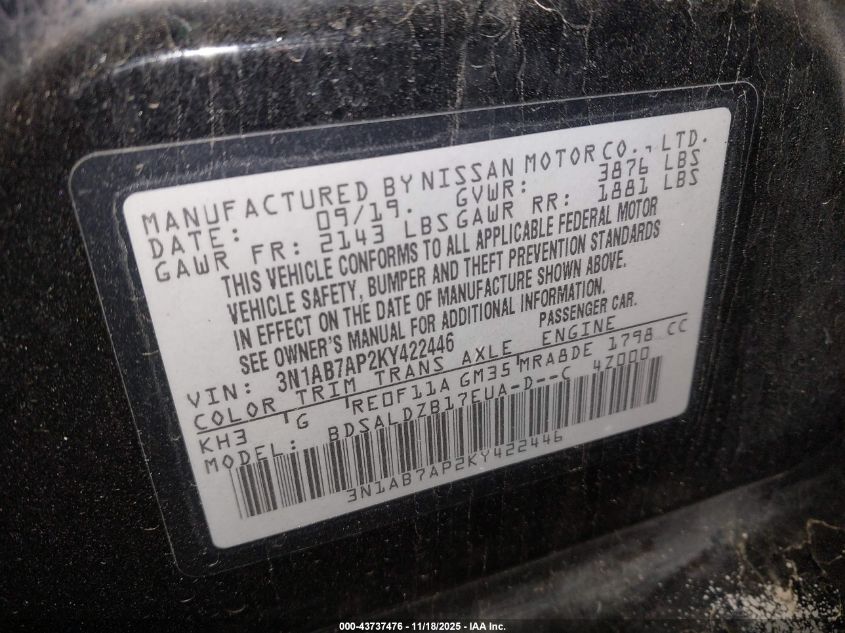 MANUFACTURED BY NISSAN MOTOR CO., LTD.
DATE: 09/19. GVWR: 3876 LBS
GAWR FR: 2143 LBS GAWR RR: 1881 LBS
THIS VEHICLE CONFORMS TO ALL APPLICABLE FEDERAL MOTOR
VEHICLE SAFETY, BUMPER AND THEFT PREVENTION STANDARDS
IN EFFECT ON THE DATE OF MANUFACTURE SHOWN ABOVE.
SEE OWNER'S MANUAL FOR ADDITIONAL INFORMATION.
VIN: 3N1AB7AP2KY422446 PASSENGER CAR.
COLOR TRIM TRANS AXLE ENGINE
KH3 G RE0F11A GM35 MRA8DE 1798 CC
MODEL: BDSALDZB17EUA-D--C 4Z000
3N1AB7AP2KY422446
000-43737476 - 11/18/2025 - IAA Inc.